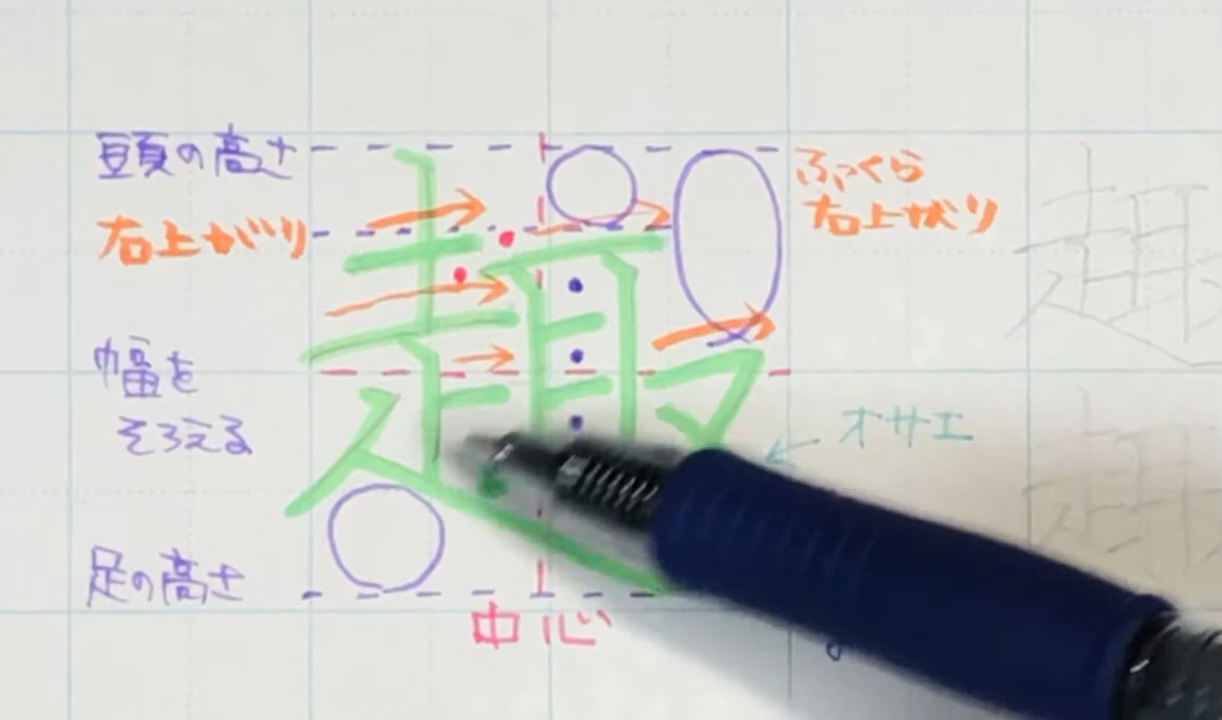 頭の高さ
右上がり
幅を
そろえる
足の高さ
趣
中心
ふっくら
右上がり
オサエ
趣